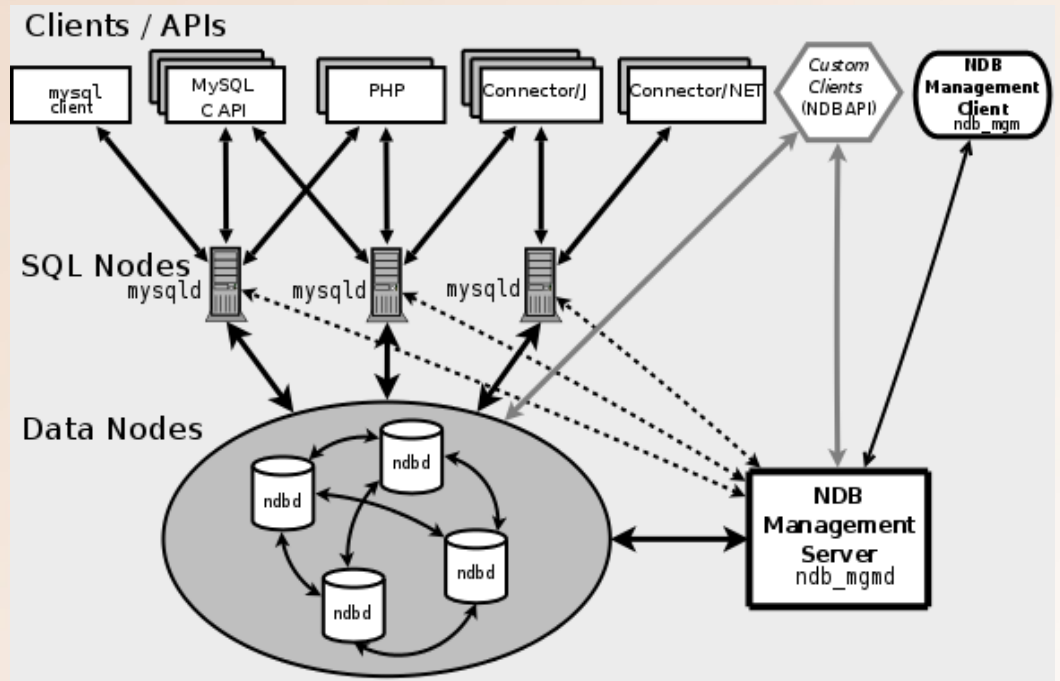 Clients / APIs
mysql
client
MySQL
C API
PHP
Connector/J
Connector/NET
Custom
Clients
(NDBAPI)
NDB
Management
Client
ndb_mgm
SQL Nodes
mysqld
mysqld
mysqld
Data Nodes
ndbd
ndbd
ndbd
ndbd
NDB
Management
Server
ndb_mgmd